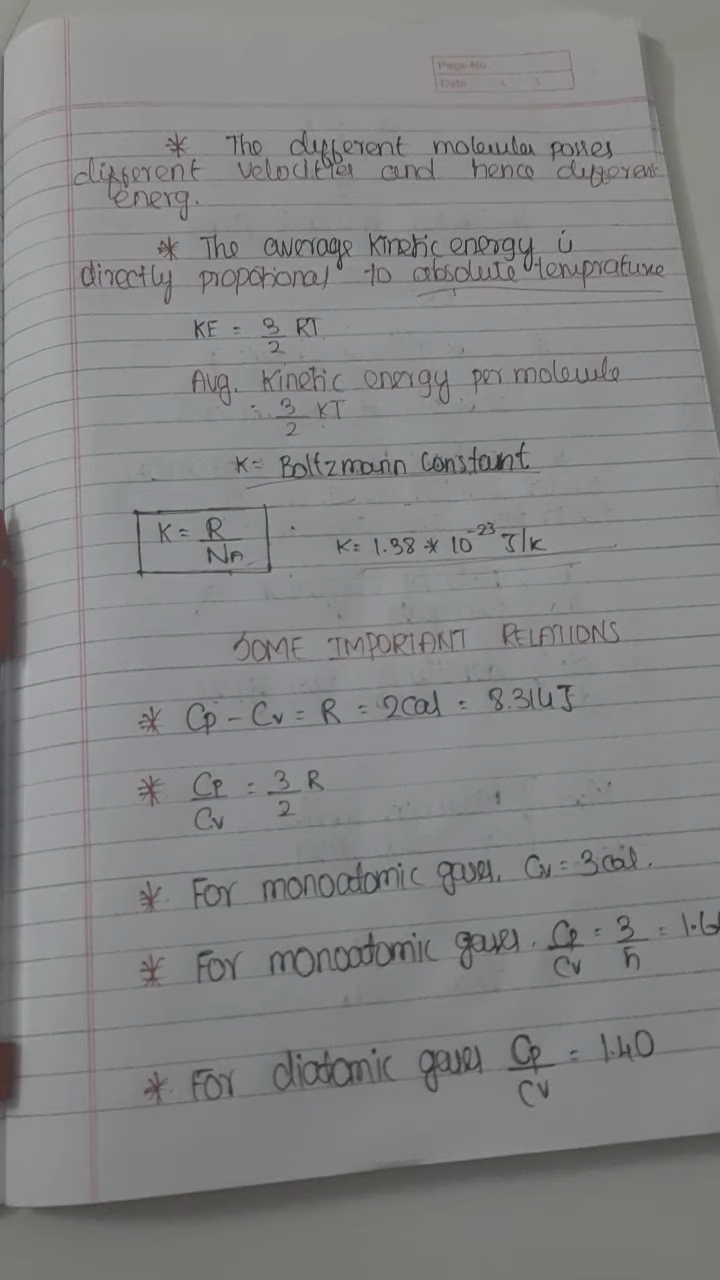 Page No.
Date
* The different molecules posses
different velocities and hence different
energ.
* The average kinetic energy is
directly proportional to absolute temprature
KE = 3/2 RT
Avg. Kinetic energy per molecule
= 3/2 KT
K = Boltzmann Constant
K = R/NA K = 1.38 * 10^-23 J/K
SOME IMPORTANT RELATIONS
* Cp - Cv = R = 2Cal = 8.314J
* Cp/Cv = 3/2 R
* For monoatomic gases, Cv = 3cal.
* For monoatomic gases. Cp/Cv = 3/5 = 1.6
* For diatomic gases Cp/Cv = 1.40